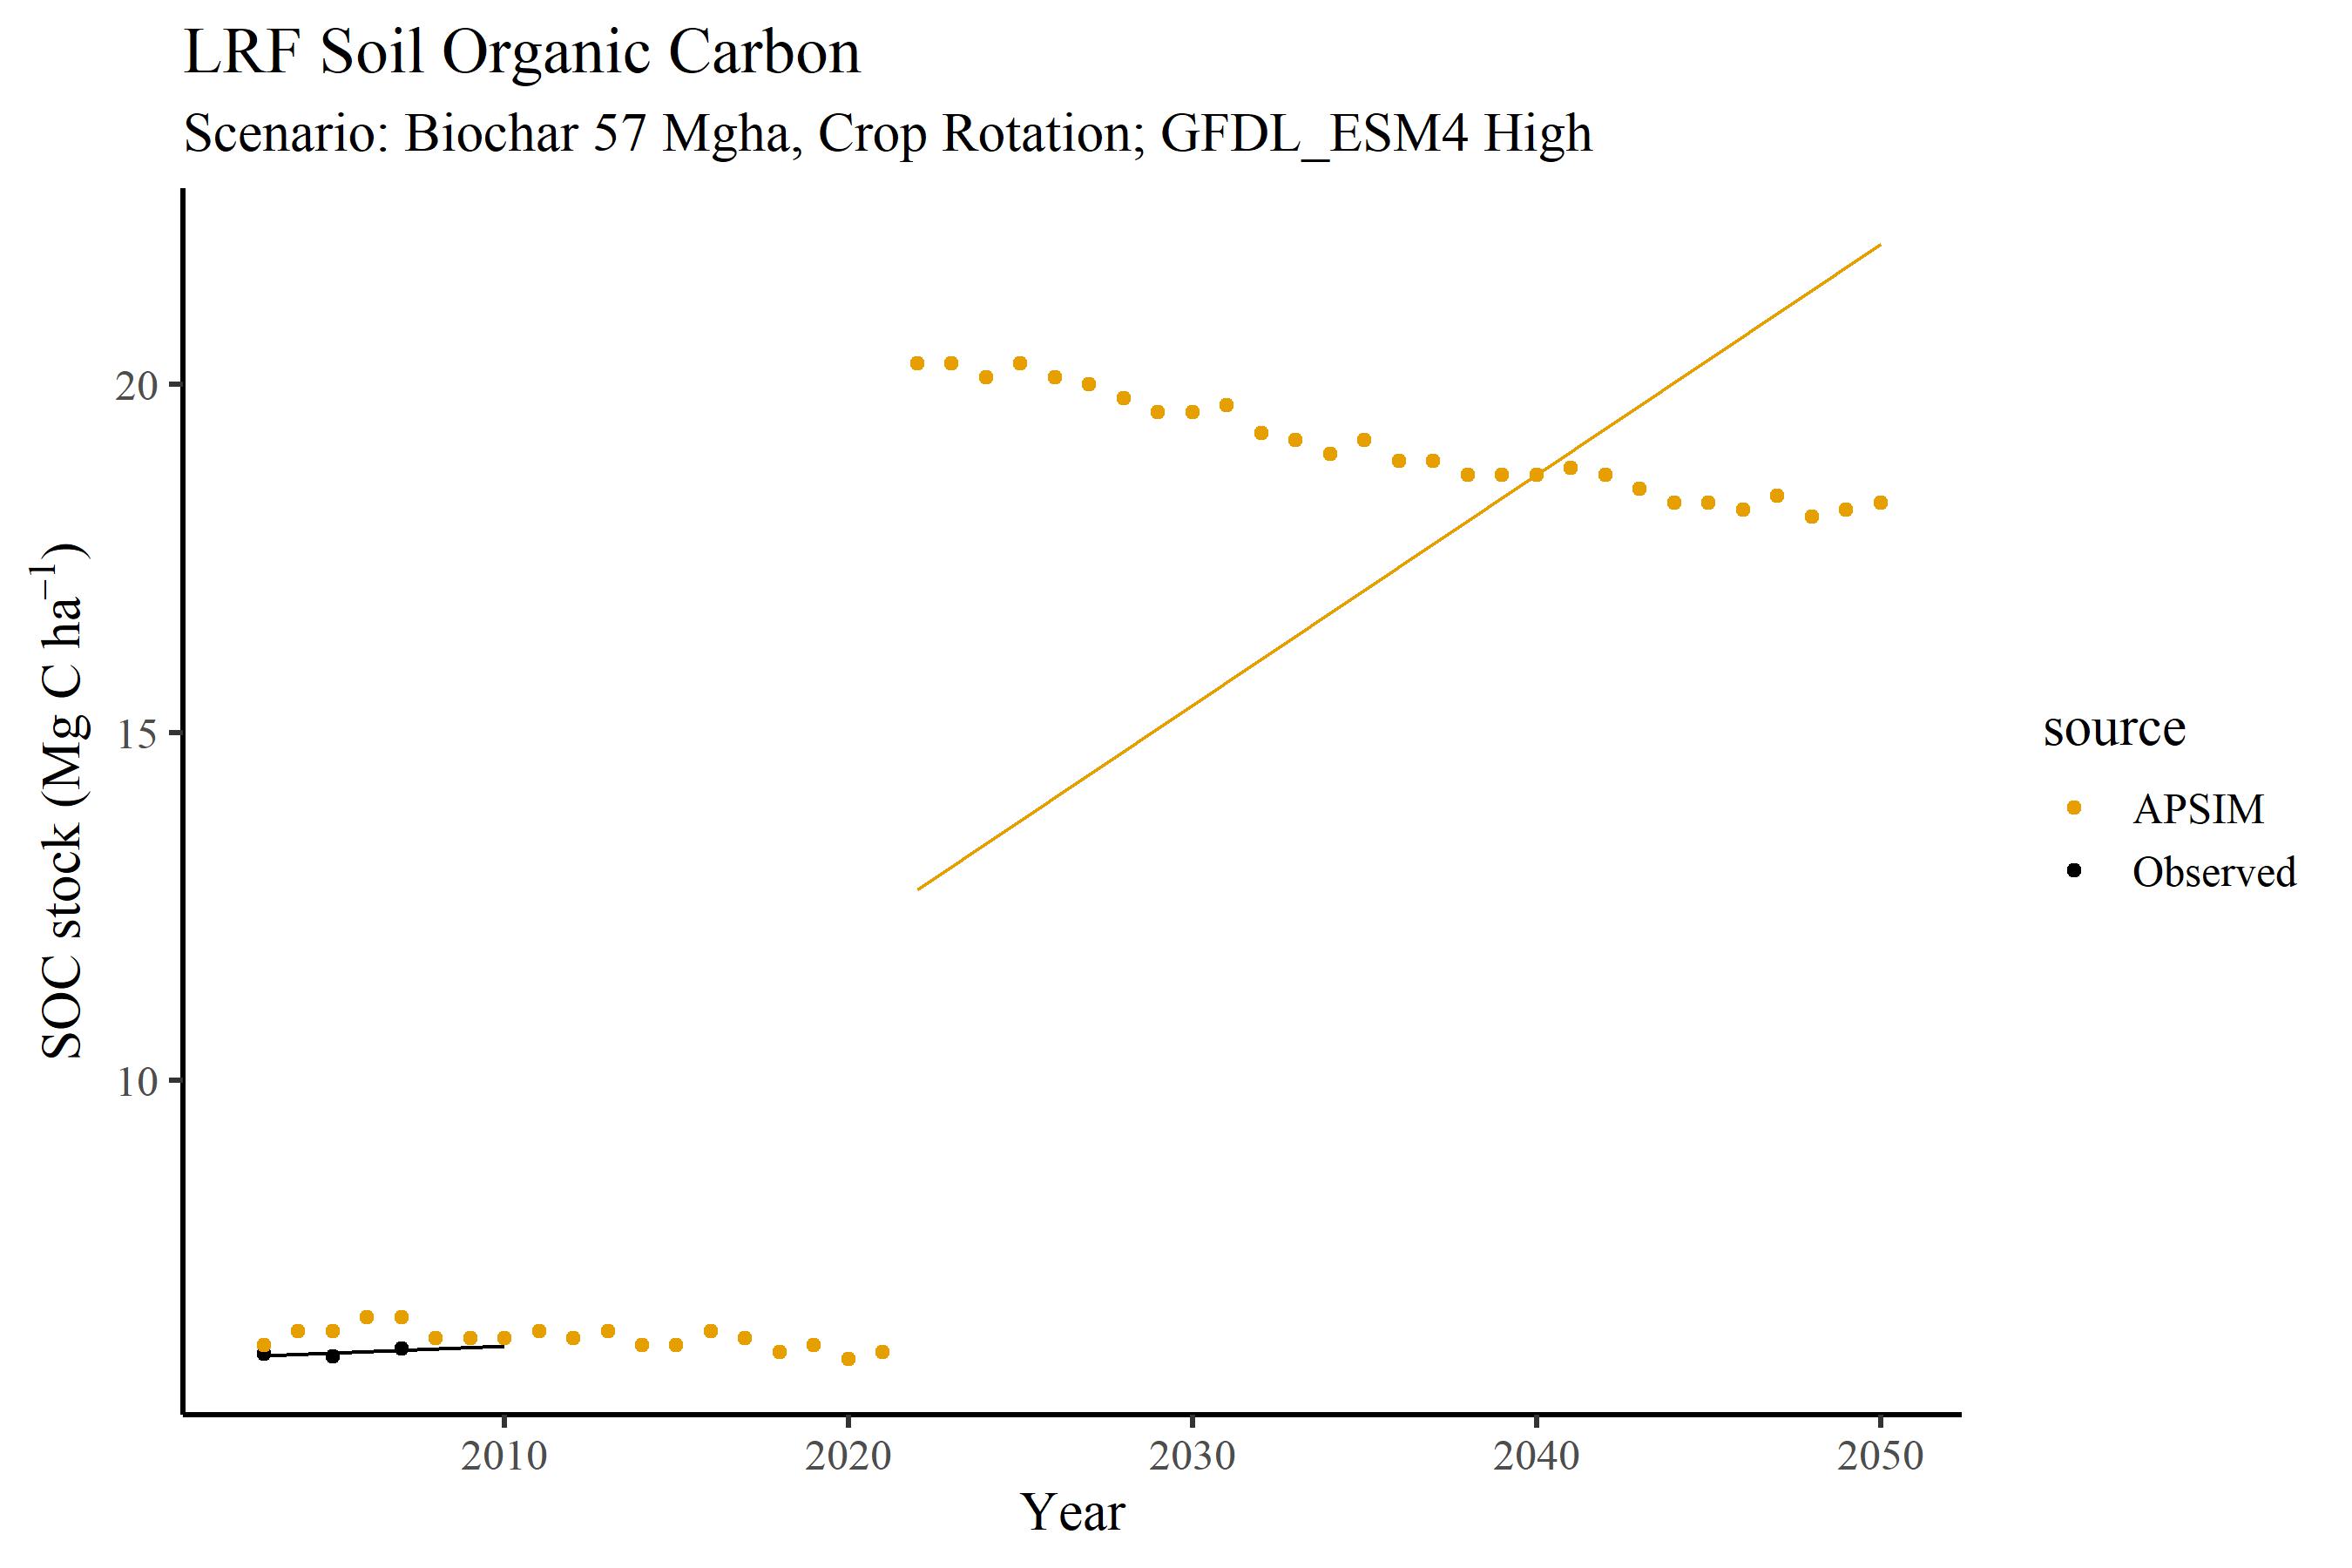 LRF Soil Organic Carbon
Scenario: Biochar 57 Mgha, Crop Rotation; GFDL_ESM4 High
SOC stock (Mg C ha⁻¹)
20
15
10
source
APSIM
Observed
2010 2020 2030 2040 2050
Year